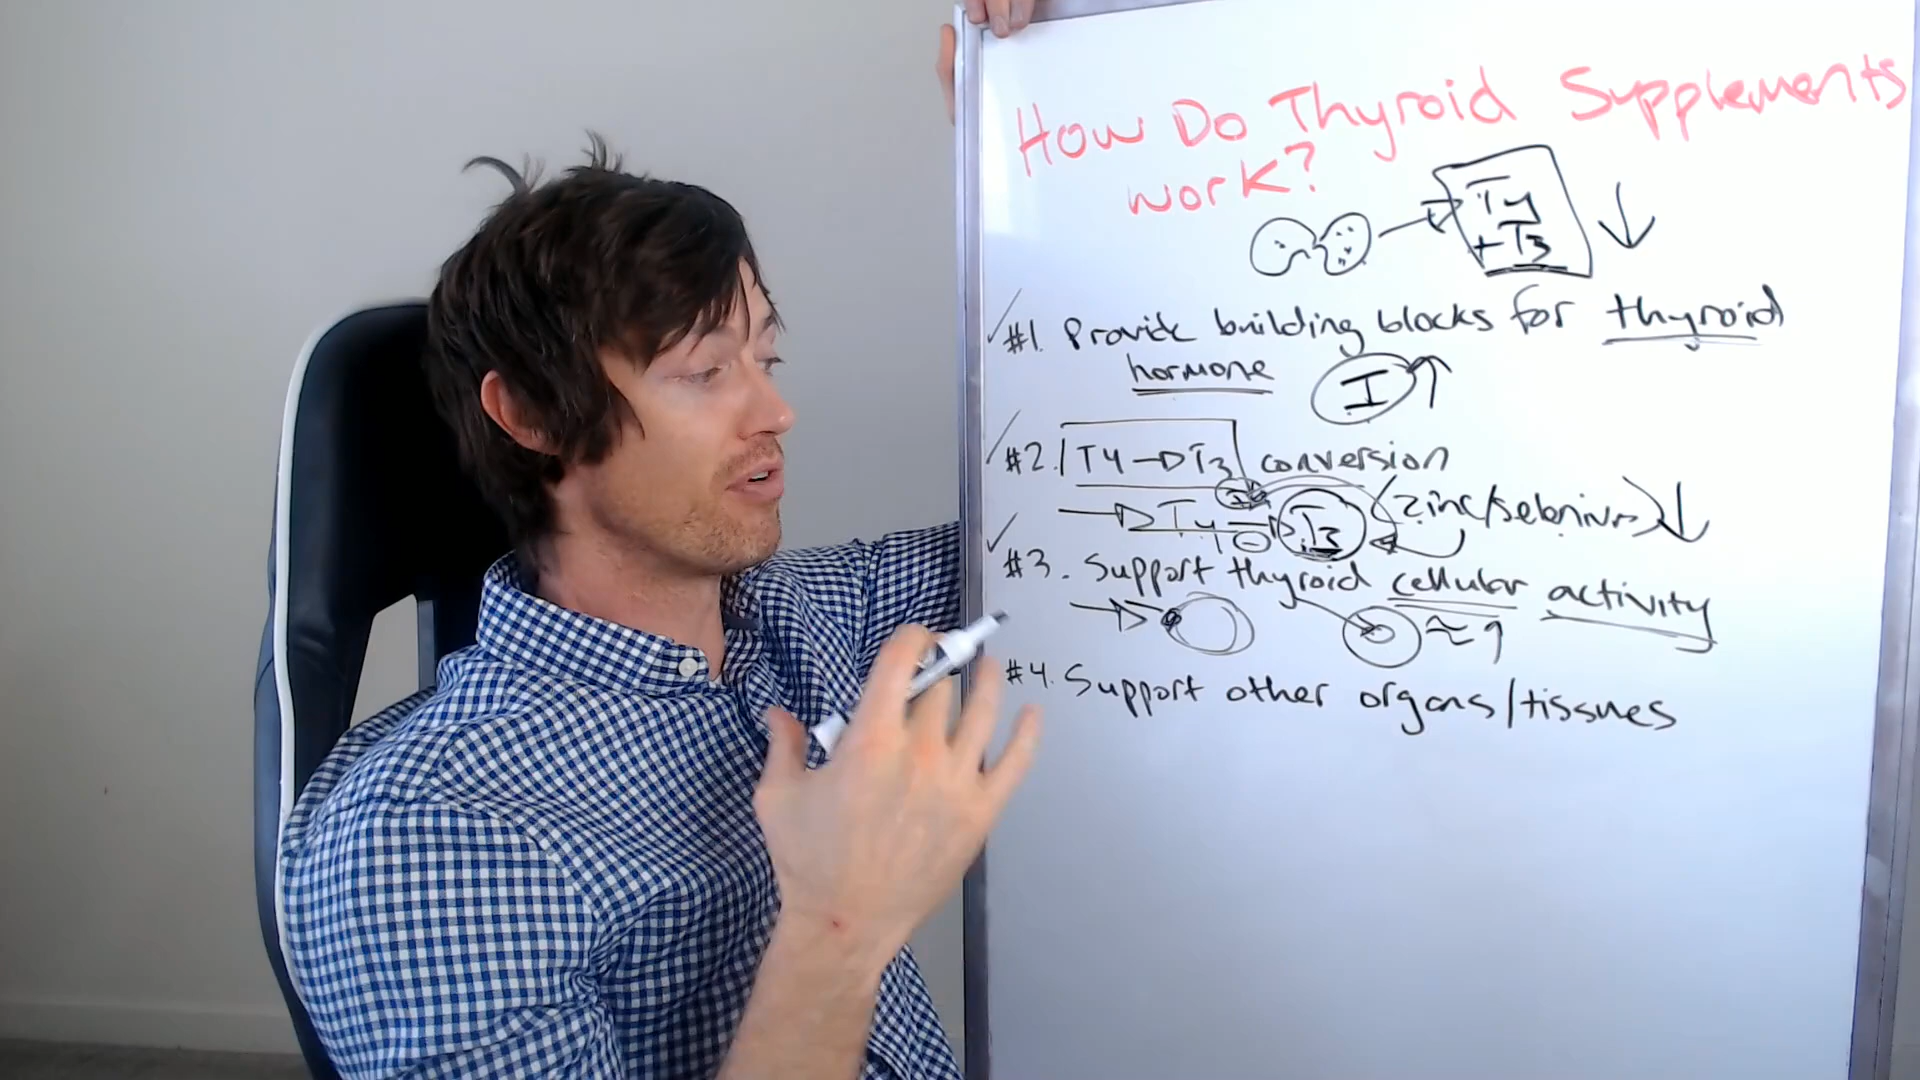 How Do Thyroid Supplements
work?
T4
+ T3
#1. Provide building blocks for thyroid
hormone
I
#2. T4 → T3 conversion
T4 → T3 (zinc/selenium)
#3. Support thyroid cellular activity
#4. Support other organs/tissues